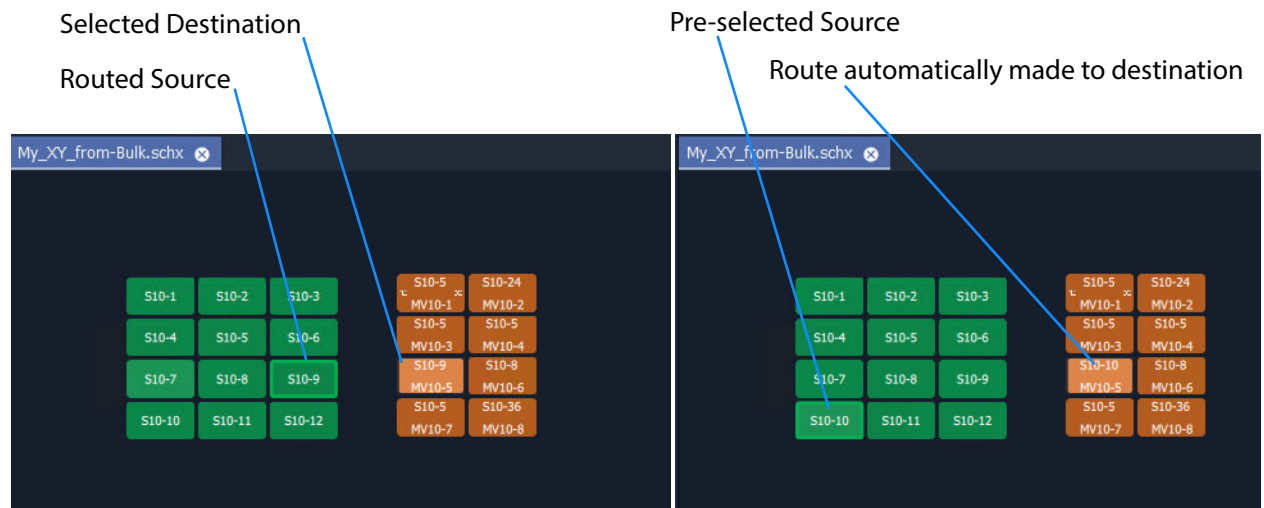 Selected Destination
Routed Source
Pre-selected Source
Route automatically made to destination
My_XY_from-Bulk.schx
S10-1 S10-2 S10-3
S10-4 S10-5 S10-6
S10-7 S10-8 S10-9
S10-10 S10-11 S10-12
S10-5 S10-24
MV10-1 MV10-2
S10-5 S10-5
MV10-3 MV10-4
S10-9 S10-8
MV10-5 MV10-6
S10-5 S10-36
MV10-7 MV10-8
My_XY_from-Bulk.schx
S10-1 S10-2 S10-3
S10-4 S10-5 S10-6
S10-7 S10-8 S10-9
S10-10 S10-11 S10-12
S10-5 S10-24
MV10-1 MV10-2
S10-5 S10-5
MV10-3 MV10-4
S10-10 S10-8
MV10-5 MV10-6
S10-5 S10-36
MV10-7 MV10-8